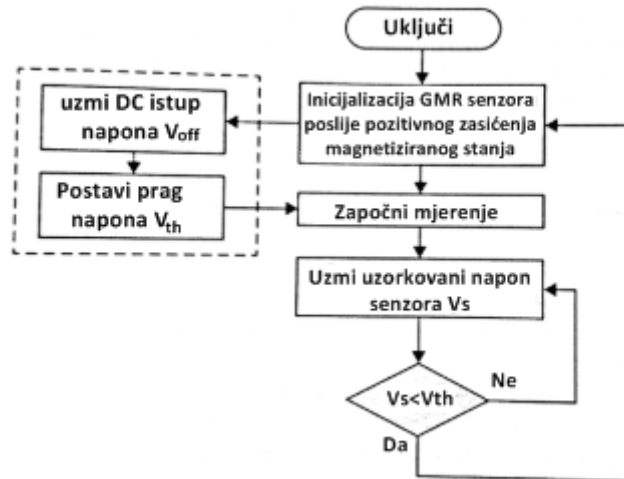 Uključi
Inicijalizacija GMR senzora
poslije pozitivnog zasićenja
magnetiziranog stanja
uzmi DC istup
napona Voff
Postavi prag
napona Vth
Započni mjerenje
Uzmi uzorkovani napon
senzora Vs
Vs<Vth
Ne
Da